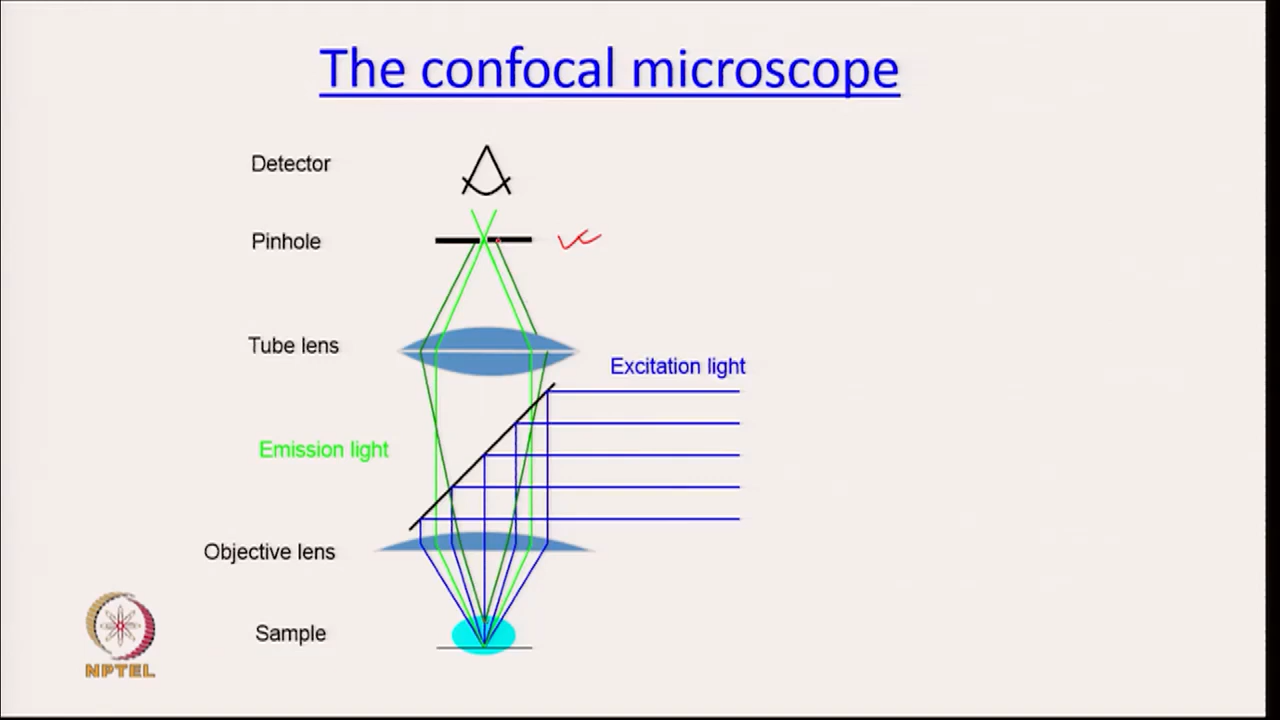 The confocal microscope
Detector
Pinhole
Tube lens
Excitation light
Emission light
Objective lens
Sample
NPTEL